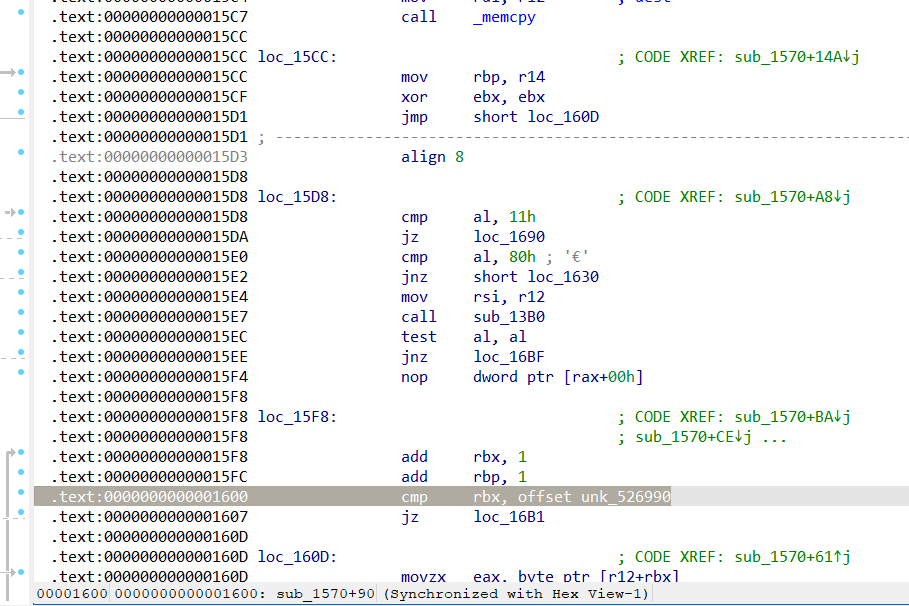 .text:00000000000015C7 call _memcpy
.text:00000000000015CC
.text:00000000000015CC loc_15CC: ; CODE XREF: sub_1570+14A↓j
.text:00000000000015CC mov rbp, r14
.text:00000000000015CF xor ebx, ebx
.text:00000000000015D1 jmp short loc_160D
.text:00000000000015D1 ; ---------------------------------------------------------------------------
.text:00000000000015D3 align 8
.text:00000000000015D8
.text:00000000000015D8 loc_15D8: ; CODE XREF: sub_1570+A8↓j
.text:00000000000015D8 cmp al, 11h
.text:00000000000015DA jz loc_1690
.text:00000000000015E0 cmp al, 80h ; '€'
.text:00000000000015E2 jnz short loc_1630
.text:00000000000015E4 mov rsi, r12
.text:00000000000015E7 call sub_13B0
.text:00000000000015EC test al, al
.text:00000000000015EE jnz loc_16BF
.text:00000000000015F4 nop dword ptr [rax+00h]
.text:00000000000015F8
.text:00000000000015F8 loc_15F8: ; CODE XREF: sub_1570+BA↓j
.text:00000000000015F8 ; sub_1570+CE↓j ...
.text:00000000000015F8 add rbx, 1
.text:00000000000015FC add rbp, 1
.text:0000000000001600 cmp rbx, offset unk_526990
.text:0000000000001607 jz loc_16B1
.text:000000000000160D
.text:000000000000160D loc_160D: ; CODE XREF: sub_1570+61↑j
.text:000000000000160D movzx eax, byte ptr [r12+rbx]
00001600 0000000000001600: sub_1570+90 (Synchronized with Hex View-1)